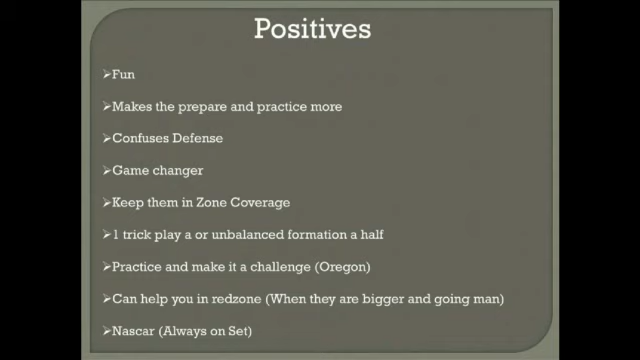 Positives
Fun
Makes the prepare and practice more
Confuses Defense
Game changer
Keep them in Zone Coverage
1 trick play a or unbalanced formation a half
Practice and make it a challenge (Oregon)
Can help you in redzone (When they are bigger and going man)
Nascar (Always on Set)